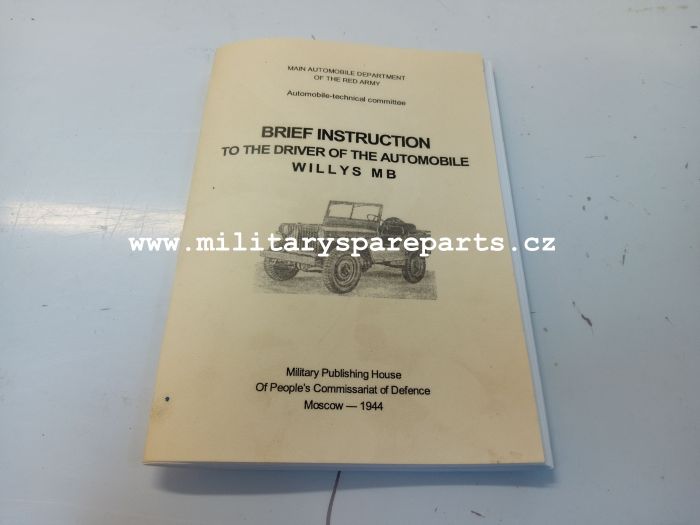 MAIN AUTOMOBILE DEPARTMENT
OF THE RED ARMY
Automobile-technical committee
BRIEF INSTRUCTION
TO THE DRIVER OF THE AUTOMOBILE
WILLYS MB
www.militaryspareparts.cz
Military Publishing House
Of People's Commissariat of Defence
Moscow — 1944